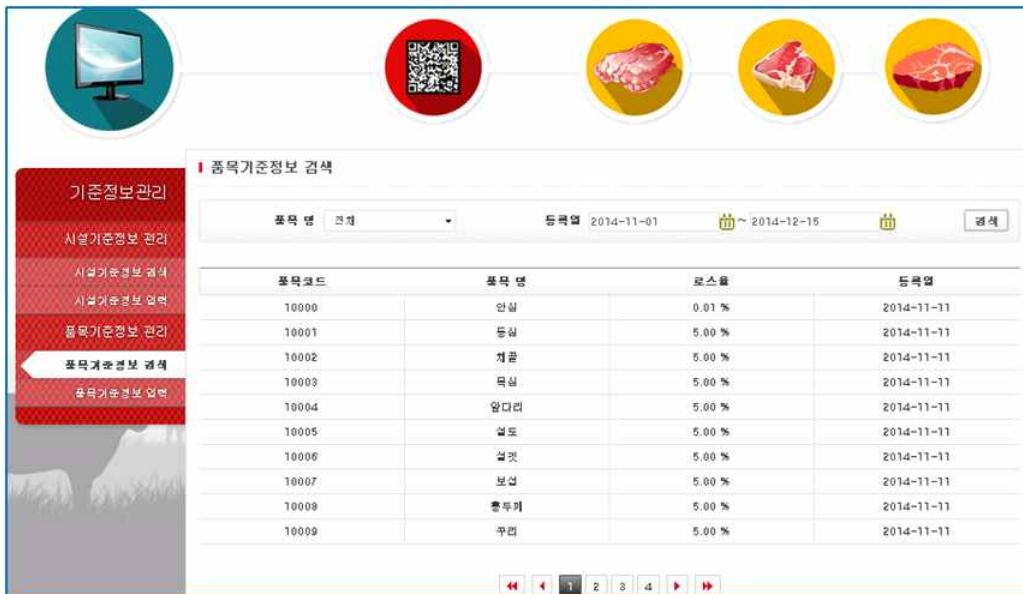 품목기준정보 검색
기준정보관리
시설기준정보 관리
시설기준정보 검색
시설기준정보 입력
품목기준정보 관리
품목기준정보 검색
품목기준정보 입력
품목 명 전체 등록일 2014-11-01 ~ 2014-12-15 검색
품목코드 품목 명 로스율 등록일
10000 안심 0.01 % 2014-11-11
10001 등심 5.00 % 2014-11-11
10002 채끝 5.00 % 2014-11-11
10003 목심 5.00 % 2014-11-11
10004 앞다리 5.00 % 2014-11-11
10005 설도 5.00 % 2014-11-11
10006 설깃 5.00 % 2014-11-11
10007 보섭 5.00 % 2014-11-11
10008 홍두깨 5.00 % 2014-11-11
10009 꾸리 5.00 % 2014-11-11
1 2 3 4